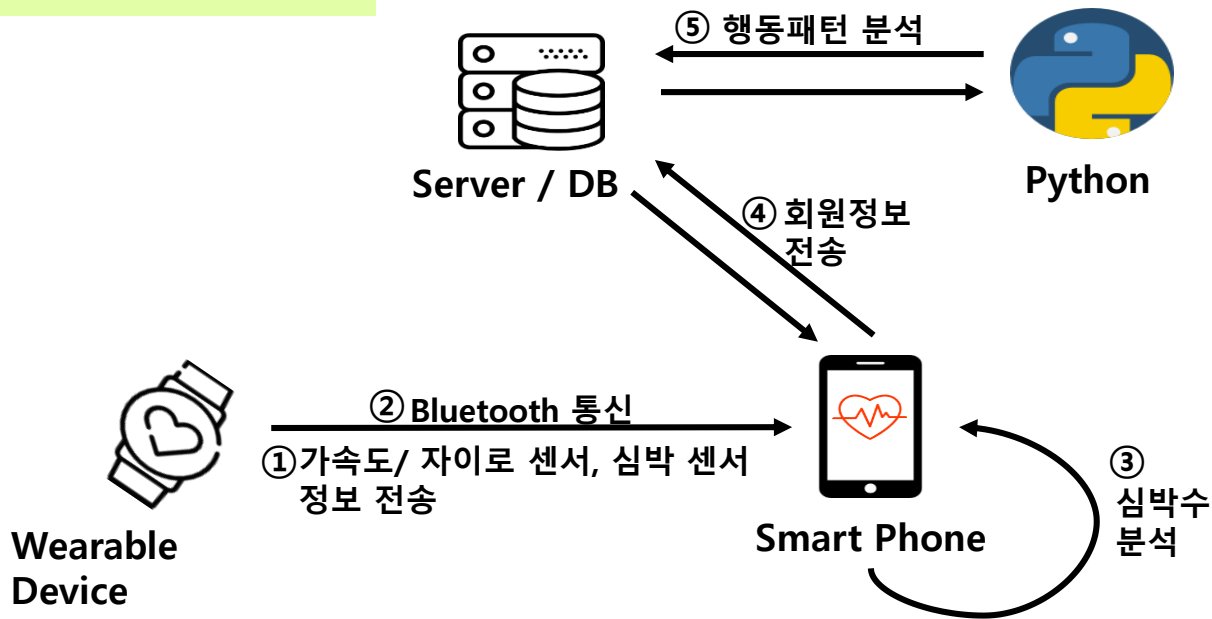 ⑤ 행동패턴 분석
Server / DB
Python
④ 회원정보
전송
② Bluetooth 통신
① 가속도/ 자이로 센서, 심박 센서
정보 전송
Wearable
Device
Smart Phone
③
심박수
분석